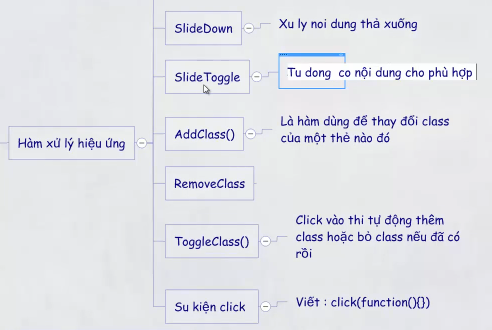 SlideDown
Xu ly noi dung thả xuống
SlideToggle
Tu dong co nội dung cho phù hợp
Hàm xử lý hiệu ứng
AddClass()
Là hàm dùng để thay đổi class
của một thẻ nào đó
RemoveClass
ToggleClass()
Click vào thi tự động thêm
class hoặc bỏ class nếu đã có
rồi
Su kiện click
Viết : click(function(){})